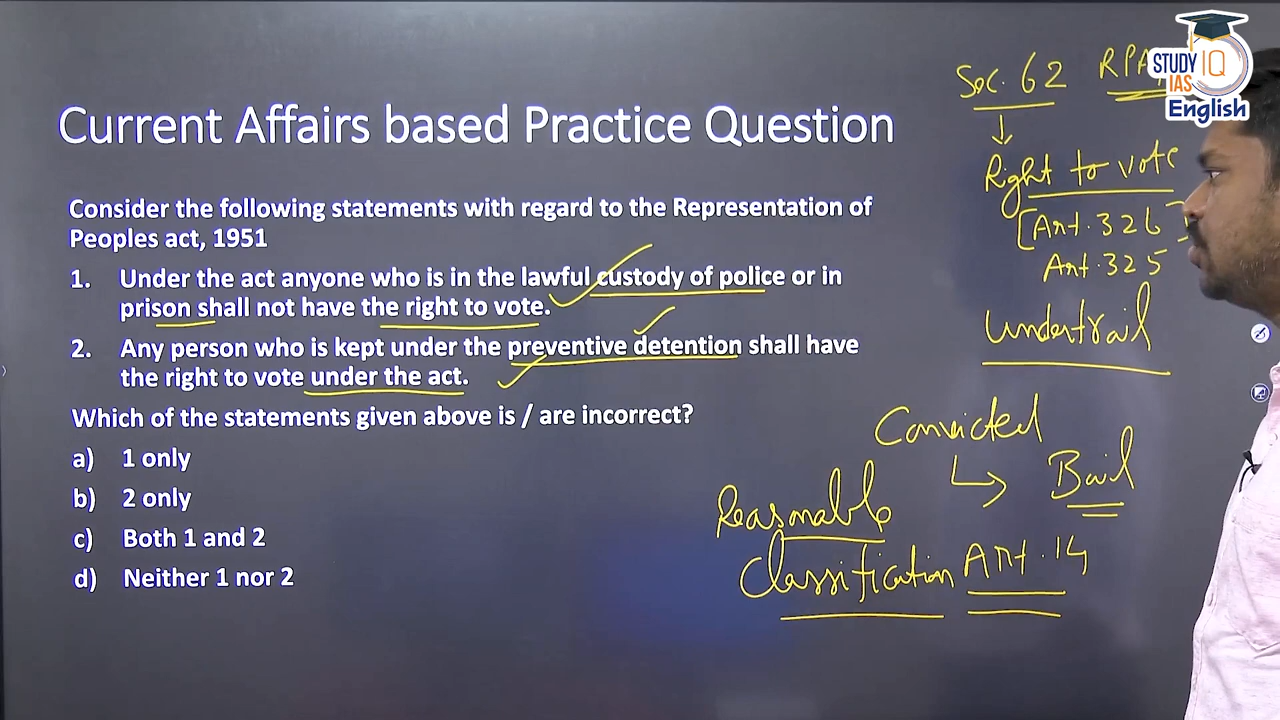 Current Affairs based Practice Question
Consider the following statements with regard to the Representation of
Peoples act, 1951
1. Under the act anyone who is in the lawful custody of police or in
prison shall not have the right to vote.
2. Any person who is kept under the preventive detention shall have
the right to vote under the act.
Which of the statements given above is / are incorrect?
a) 1 only
b) 2 only
c) Both 1 and 2
d) Neither 1 nor 2
Sec. 62 RPA
Right to vote
[Art. 326]
Art. 325
undertrail
Convicted
↳ Bail
Reasonable
Classification Art. 14
STUDY IQ
IAS
English